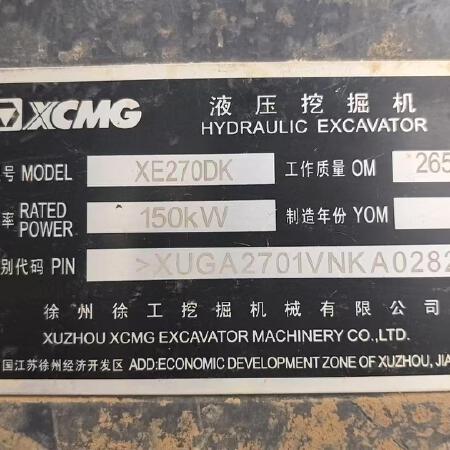 XCMG 液压挖掘机
HYDRAULIC EXCAVATOR
号 MODEL XE270DK 工作质量 OM 265
率 RATED POWER 150kW 制造年份 YOM
别代码 PIN >XUGA2701VNKA0282
徐州徐工挖掘机械有限公司
XUZHOU XCMG EXCAVATOR MACHINERY CO.,LTD.
国江苏徐州经济开发区 ADD:ECONOMIC DEVELOPMENT ZONE OF XUZHOU, JIA